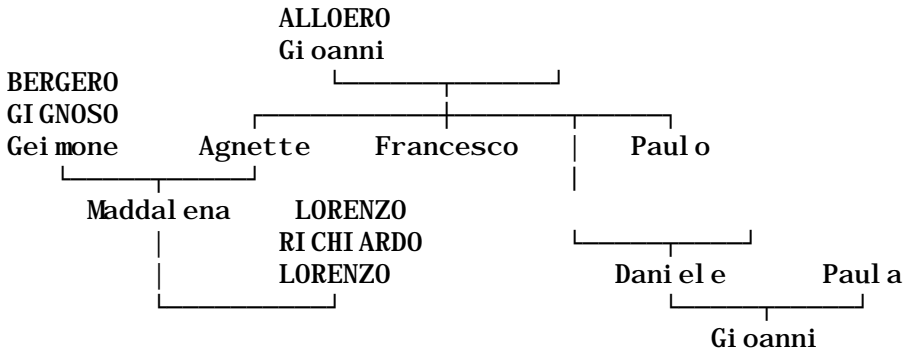 ALLOERO
Gioanni
BERGERO
GIGNOSO
Geimone Agnette Francesco Paulo
Maddalena LORENZO
RICHIARDO
LORENZO Daniele Paula
Gioanni